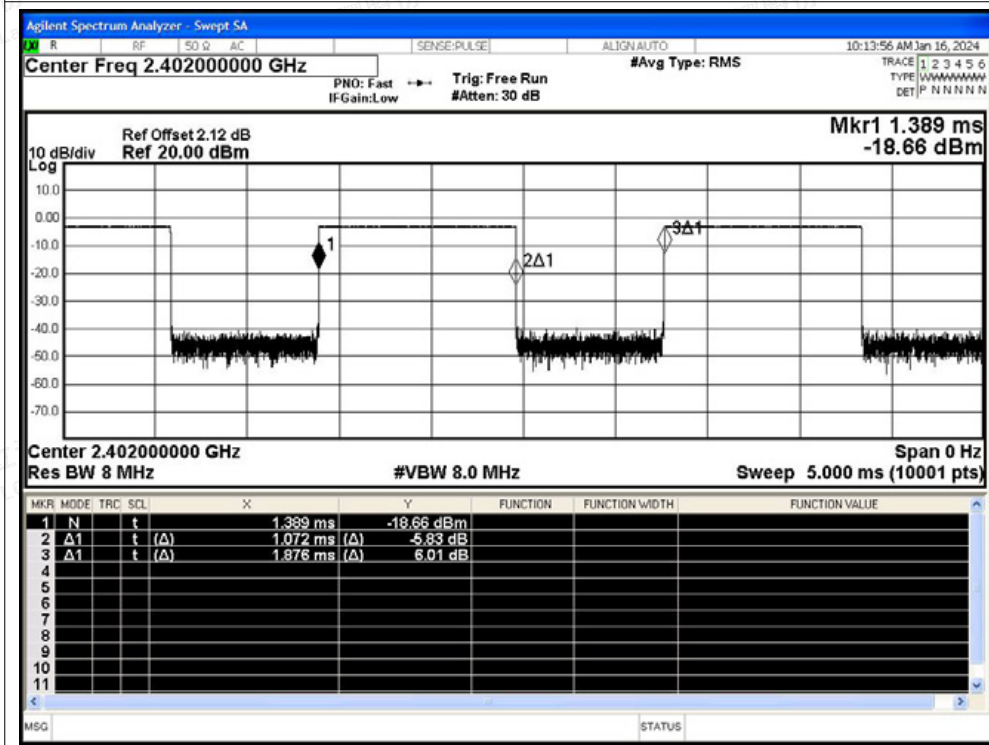 Agilent Spectrum Analyzer - Swept SA
R RF 50 Ω AC SENSE:PULSE ALIGN AUTO 10:13:56 AM Jan 16, 2024
Center Freq 2.402000000 GHz #Avg Type: RMS TRACE 1 2 3 4 5 6
PNO: Fast Trig: Free Run TYPE WWWWWW
IFGain:Low #Atten: 30 dB DET P N N N N N
Mkr1 1.389 ms
Ref Offset 2.12 dB
10 dB/div Ref 20.00 dBm -18.66 dBm
Log
10.0
0.00
3Δ1
-10.0
1
2Δ1
-20.0
-30.0
-40.0
-50.0
-60.0
-70.0
Center 2.402000000 GHz Span 0 Hz
Res BW 8 MHz #VBW 8.0 MHz Sweep 5.000 ms (10001 pts)
MKR MODE TRC SCL X Y FUNCTION FUNCTION WIDTH FUNCTION VALUE
1 N t 1.389 ms -18.66 dBm
2 Δ1 t (Δ) 1.072 ms (Δ) -5.83 dB
3 Δ1 t (Δ) 1.876 ms (Δ) 6.01 dB
4
5
6
7
8
9
10
11
MSG STATUS